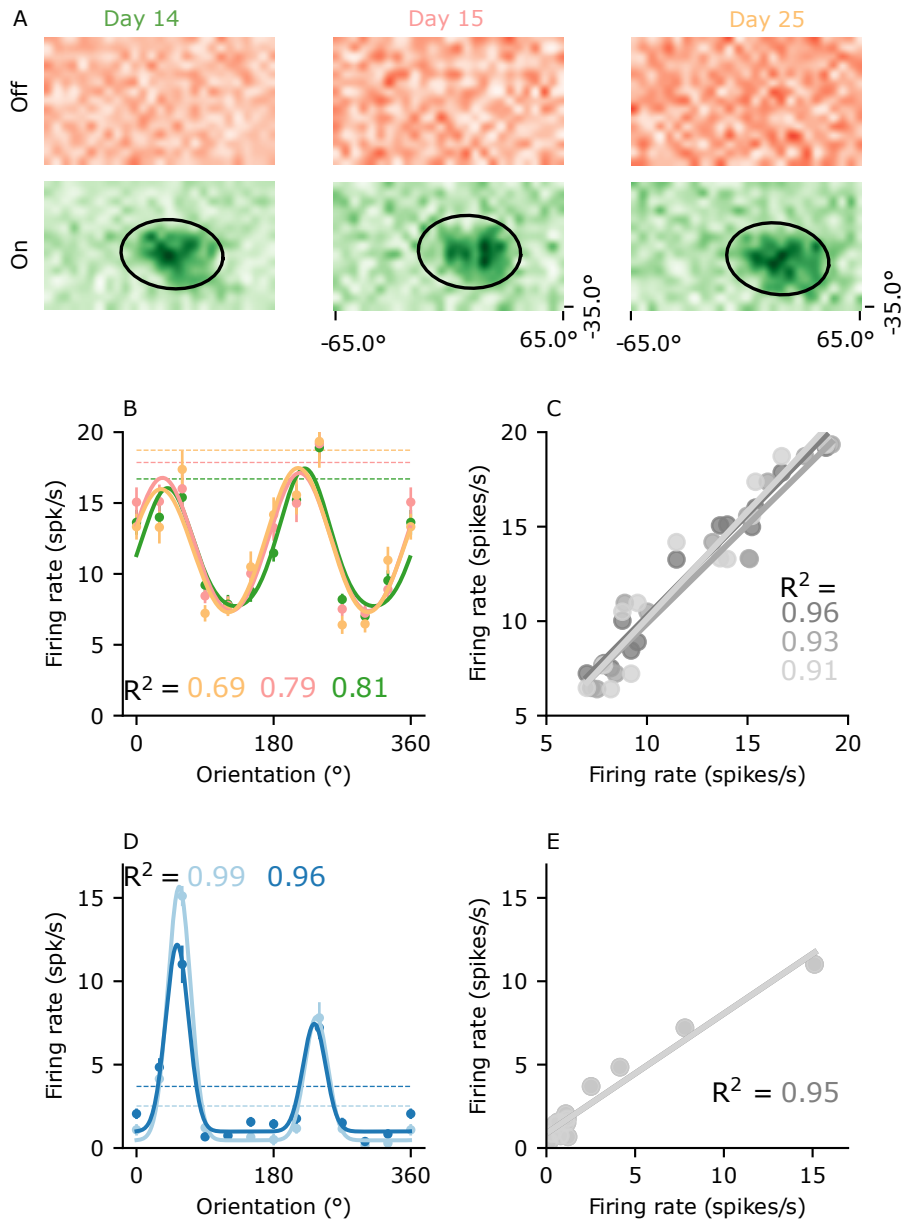 A
Day 14 Day 15 Day 25
Off
On
-65.0° 65.0° -35.0° -65.0° 65.0° -35.0°
B
20
15
10
5
0
Firing rate (spk/s)
R² = 0.69 0.79 0.81
0 180 360
Orientation (°)
C
20
15
10
5
Firing rate (spikes/s)
R² =
0.96
0.93
0.91
5 10 15 20
Firing rate (spikes/s)
D
R² = 0.99 0.96
15
10
5
0
Firing rate (spk/s)
0 180 360
Orientation (°)
E
15
10
5
0
Firing rate (spikes/s)
R² = 0.95
0 5 10 15
Firing rate (spikes/s)